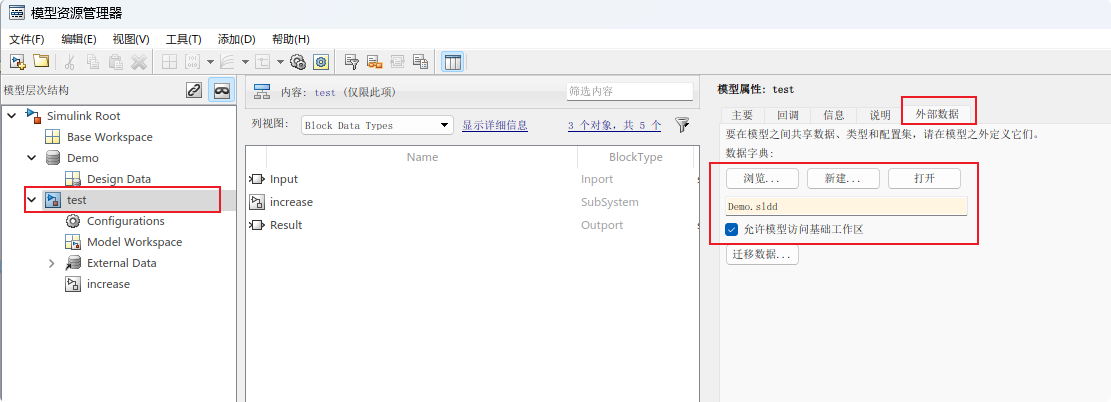 模型资源管理器
文件(F) 编辑(E) 视图(V) 工具(T) 添加(D) 帮助(H)
模型层次结构
Simulink Root
Base Workspace
Demo
Design Data
test
Configurations
Model Workspace
External Data
increase
内容: test (仅限此项)
筛选内容
列视图: Block Data Types 显示详细信息 3 个对象, 共 5 个
Name BlockType
Input Inport s
increase SubSystem
Result Outport s
模型属性: test
主要 回调 信息 说明 外部数据
要在模型之间共享数据、类型和配置集，请在模型之外定义它们。
数据字典:
浏览... 新建... 打开
Demo.sldd
允许模型访问基础工作区
迁移数据...